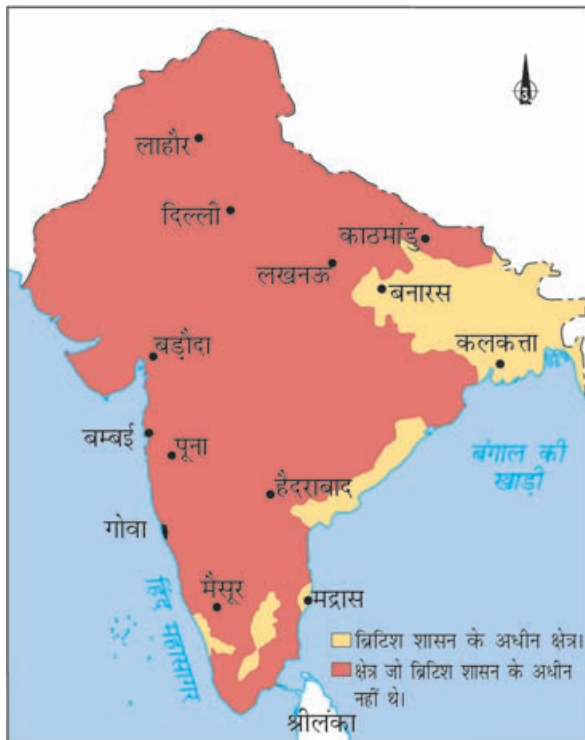 लाहौर
दिल्ली
काठमांडु
लखनऊ
बनारस
कलकत्ता
बड़ौदा
बम्बई
पूना
बंगाल की
खाड़ी
हैदराबाद
गोवा
मैसूर
मद्रास
हिंद महासागर
ब्रिटिश शासन के अधीन क्षेत्र।
क्षेत्र जो ब्रिटिश शासन के अधीन
नहीं थे।
श्रीलंका